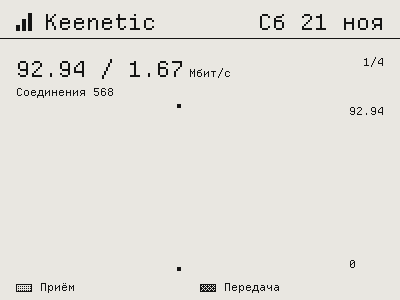 Keenetic Сб 21 ноя
92.94 / 1.67 Мбит/с 1/4
Соединения 568
92.94
0
Приём Передача